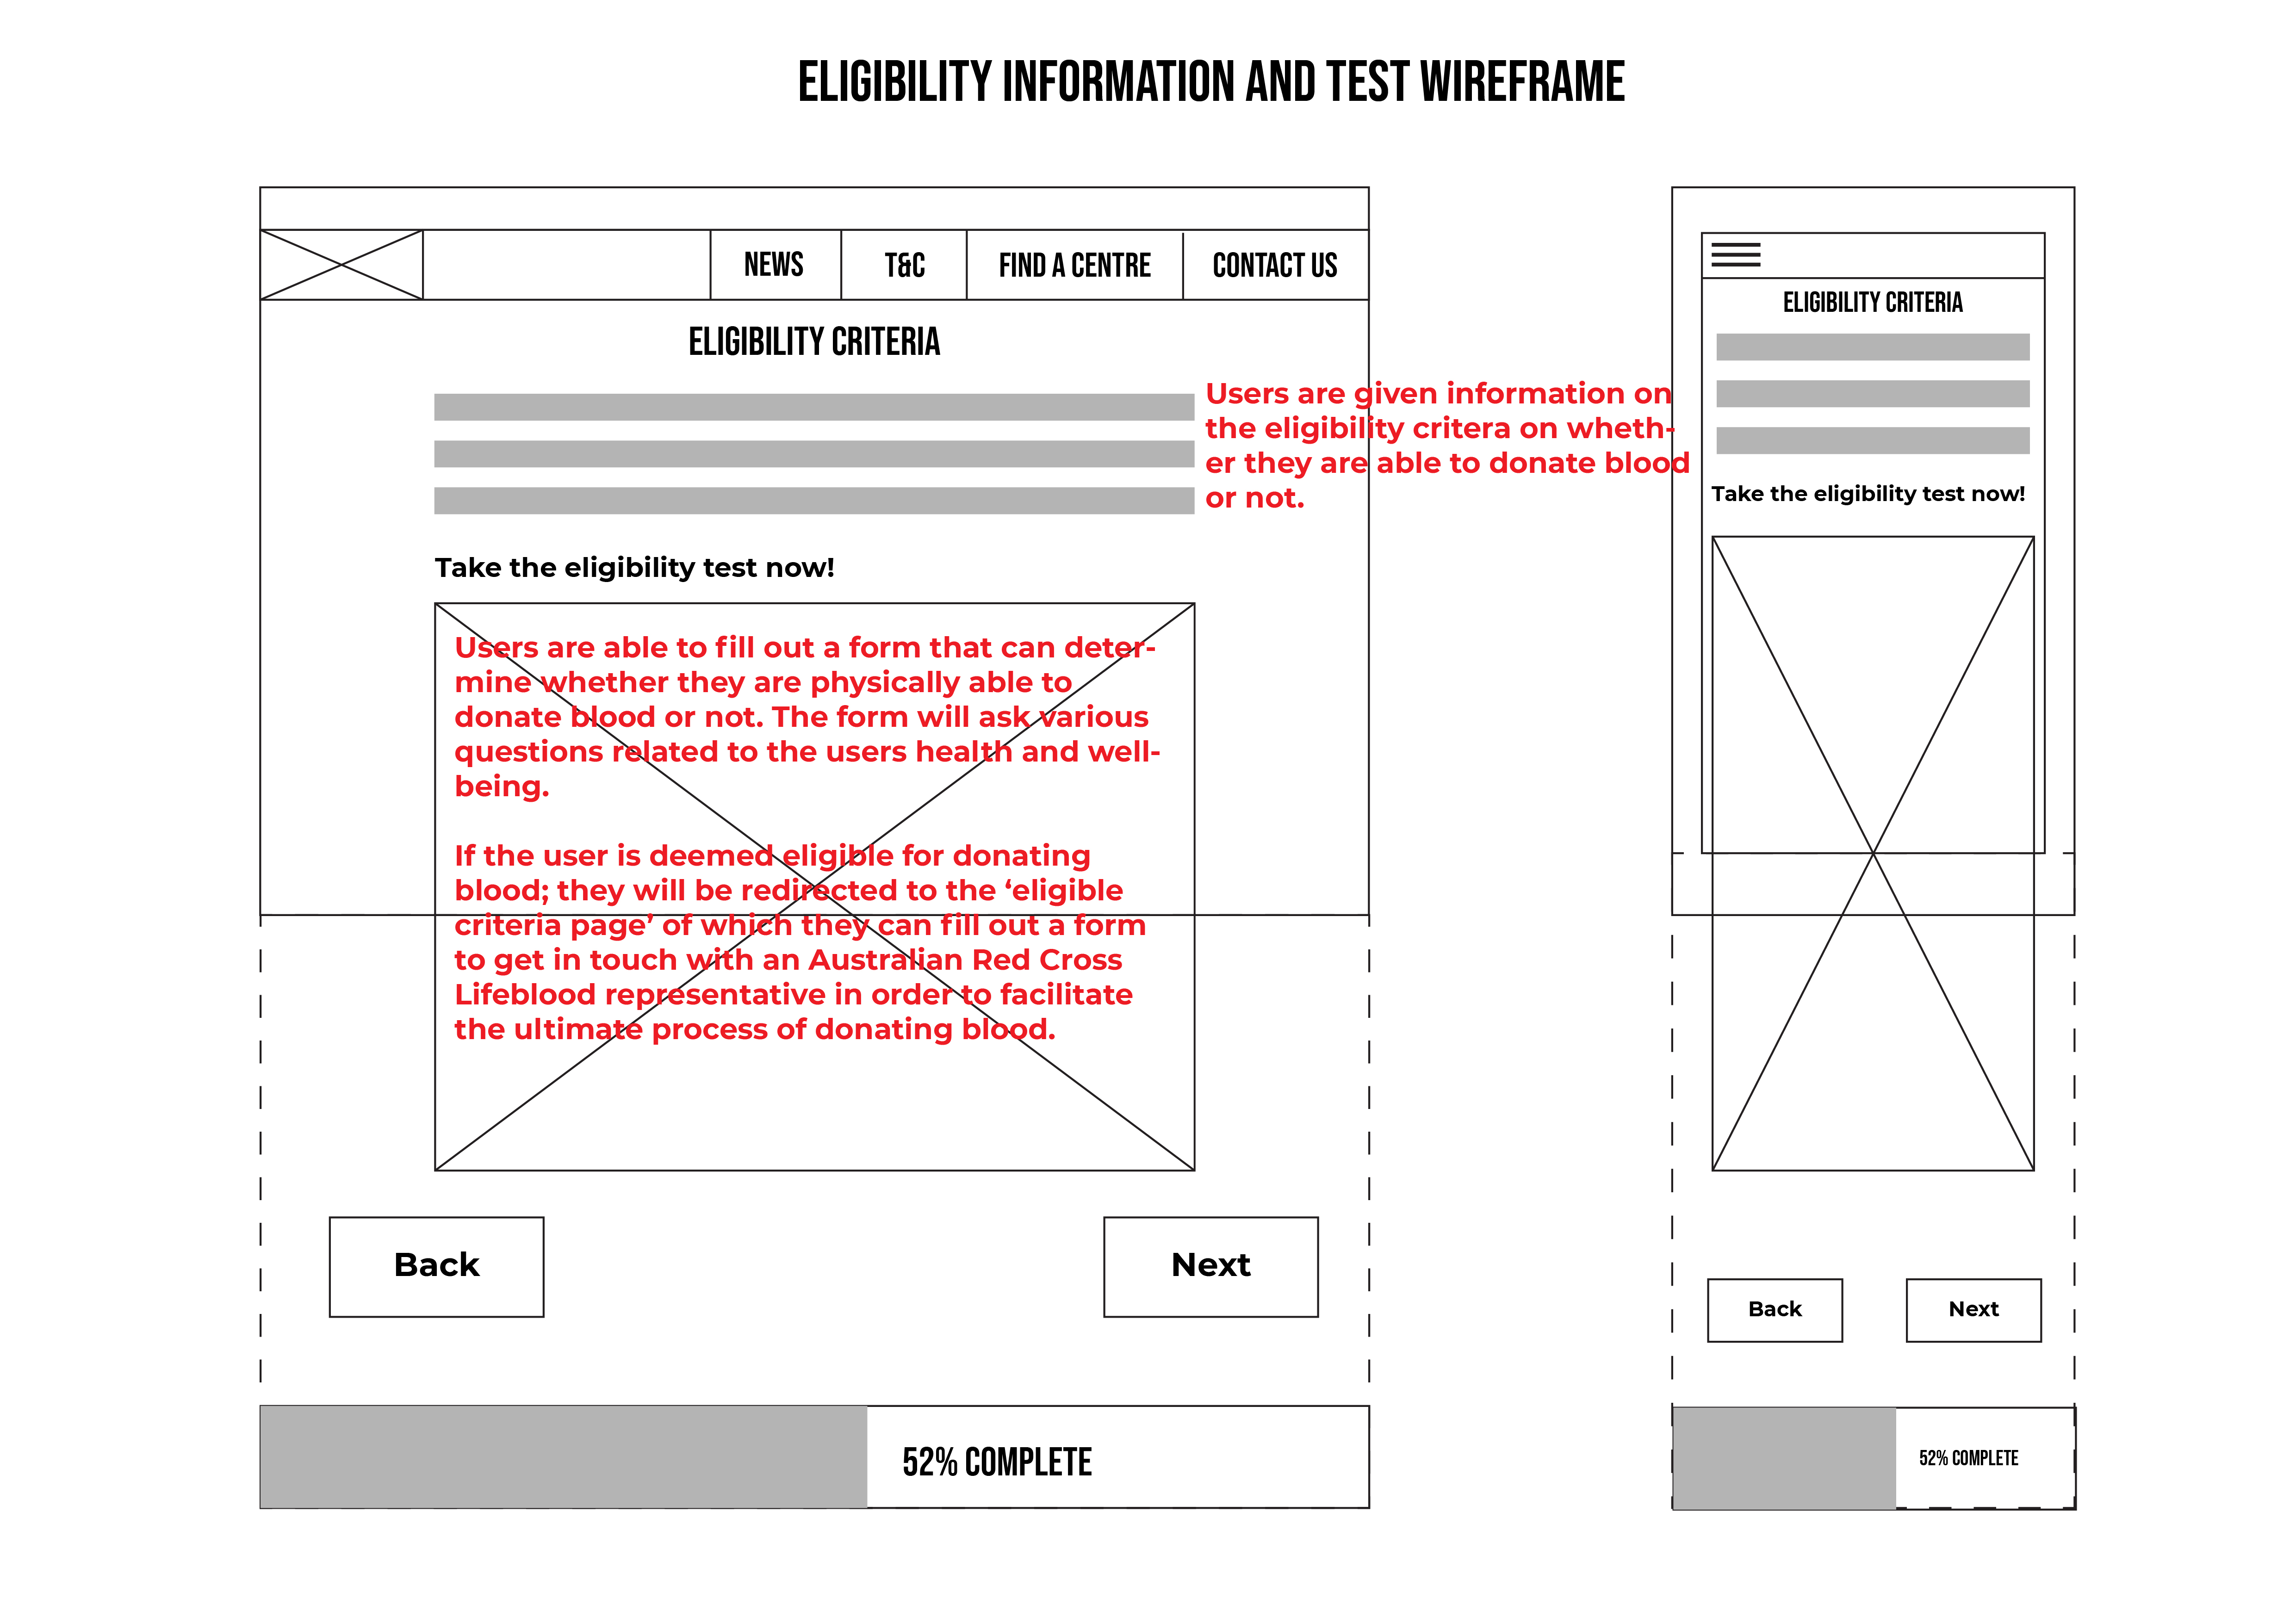 ELIGIBILITY INFORMATION AND TEST WIREFRAME
NEWS
T&C
FIND A CENTRE
CONTACT US
ELIGIBILITY CRITERIA
Users are given information on
the eligibility critera on wheth-
er they are able to donate blood
or not.
Take the eligibility test now!
Users are able to fill out a form that can deter-
mine whether they are physically able to
donate blood or not. The form will ask various
questions related to the users health and well-
being.
If the user is deemed eligible for donating
blood; they will be redirected to the ‘eligible
criteria page’ of which they can fill out a form
to get in touch with an Australian Red Cross
Lifeblood representative in order to facilitate
the ultimate process of donating blood.
Back
Next
52% COMPLETE
ELIGIBILITY CRITERIA
Take the eligibility test now!
Back
Next
52% COMPLETE